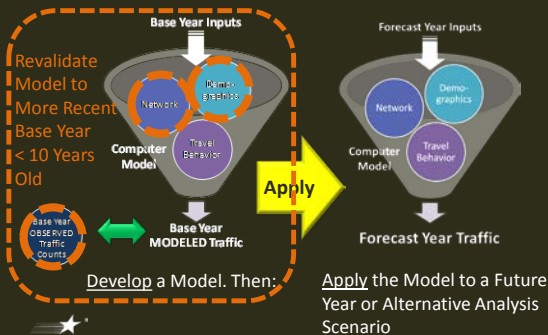 Base Year Inputs
Revalidate
Model to
More Recent
Base Year
< 10 Years
Old
Demo-
graphics
Network
Travel
Behavior
Computer
Model
Base Year
OBSERVED
Traffic
Counts
Base Year
MODELED Traffic
Develop a Model. Then:
Apply
Forecast Year Inputs
Demo-
graphics
Network
Travel
Behavior
Computer
Model
Forecast Year Traffic
Apply the Model to a Future
Year or Alternative Analysis
Scenario